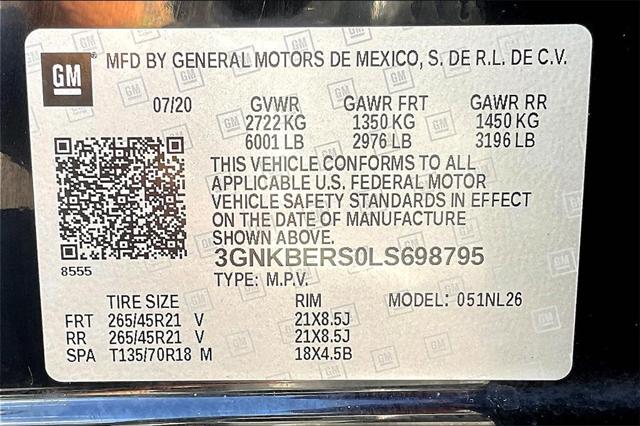 GM MFD BY GENERAL MOTORS DE MEXICO, S. DE R.L. DE C.V.
07/20 GVWR GAWR FRT GAWR RR
2722 KG 1350 KG 1450 KG
6001 LB 2976 LB 3196 LB
THIS VEHICLE CONFORMS TO ALL
APPLICABLE U.S. FEDERAL MOTOR
VEHICLE SAFETY STANDARDS IN EFFECT
ON THE DATE OF MANUFACTURE
SHOWN ABOVE.
8555
3GNKBERS0LS698795
TYPE: M.P.V.
TIRE SIZE RIM MODEL: 051NL26
FRT 265/45R21 V 21X8.5J
RR 265/45R21 V 21X8.5J
SPA T135/70R18 M 18X4.5B